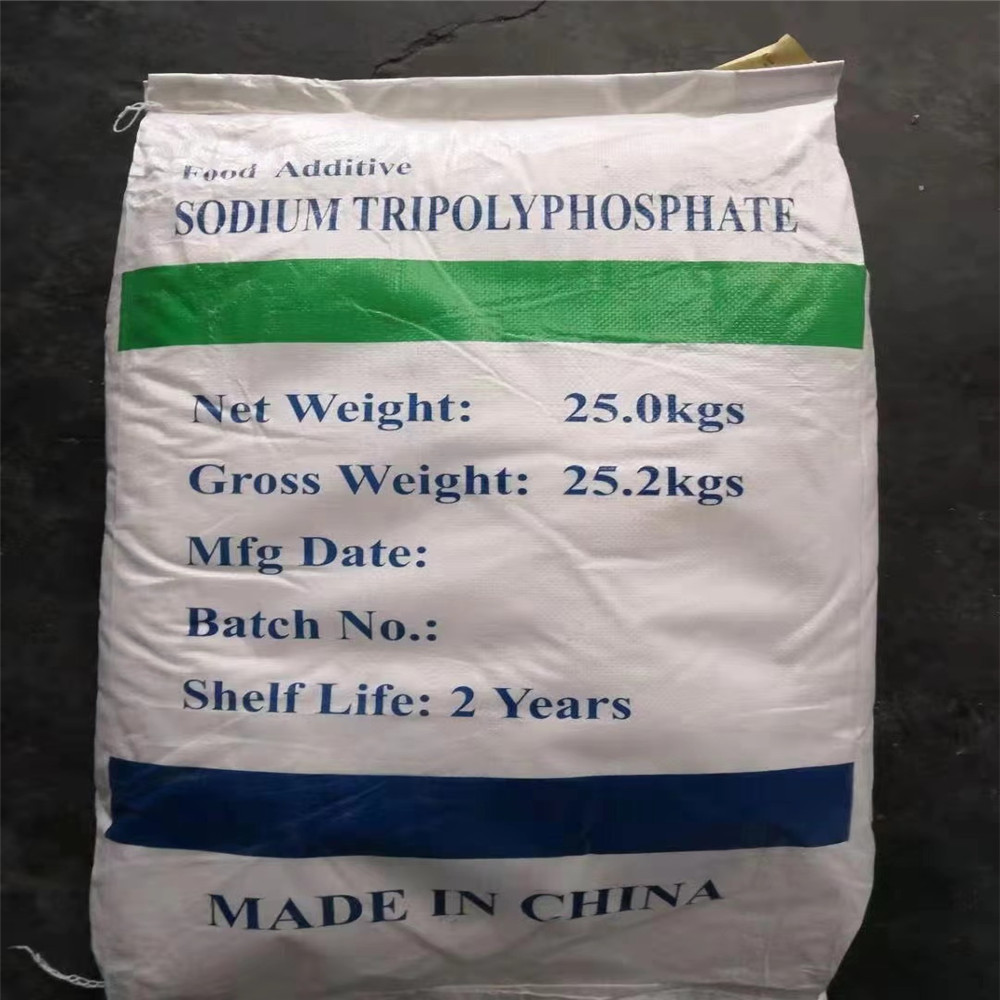 Food Additive
SODIUM TRIPOLYPHOSPHATE
Net Weight: 25.0kgs
Gross Weight: 25.2kgs
Mfg Date:
Batch No.:
Shelf Life: 2 Years
MADE IN CHINA